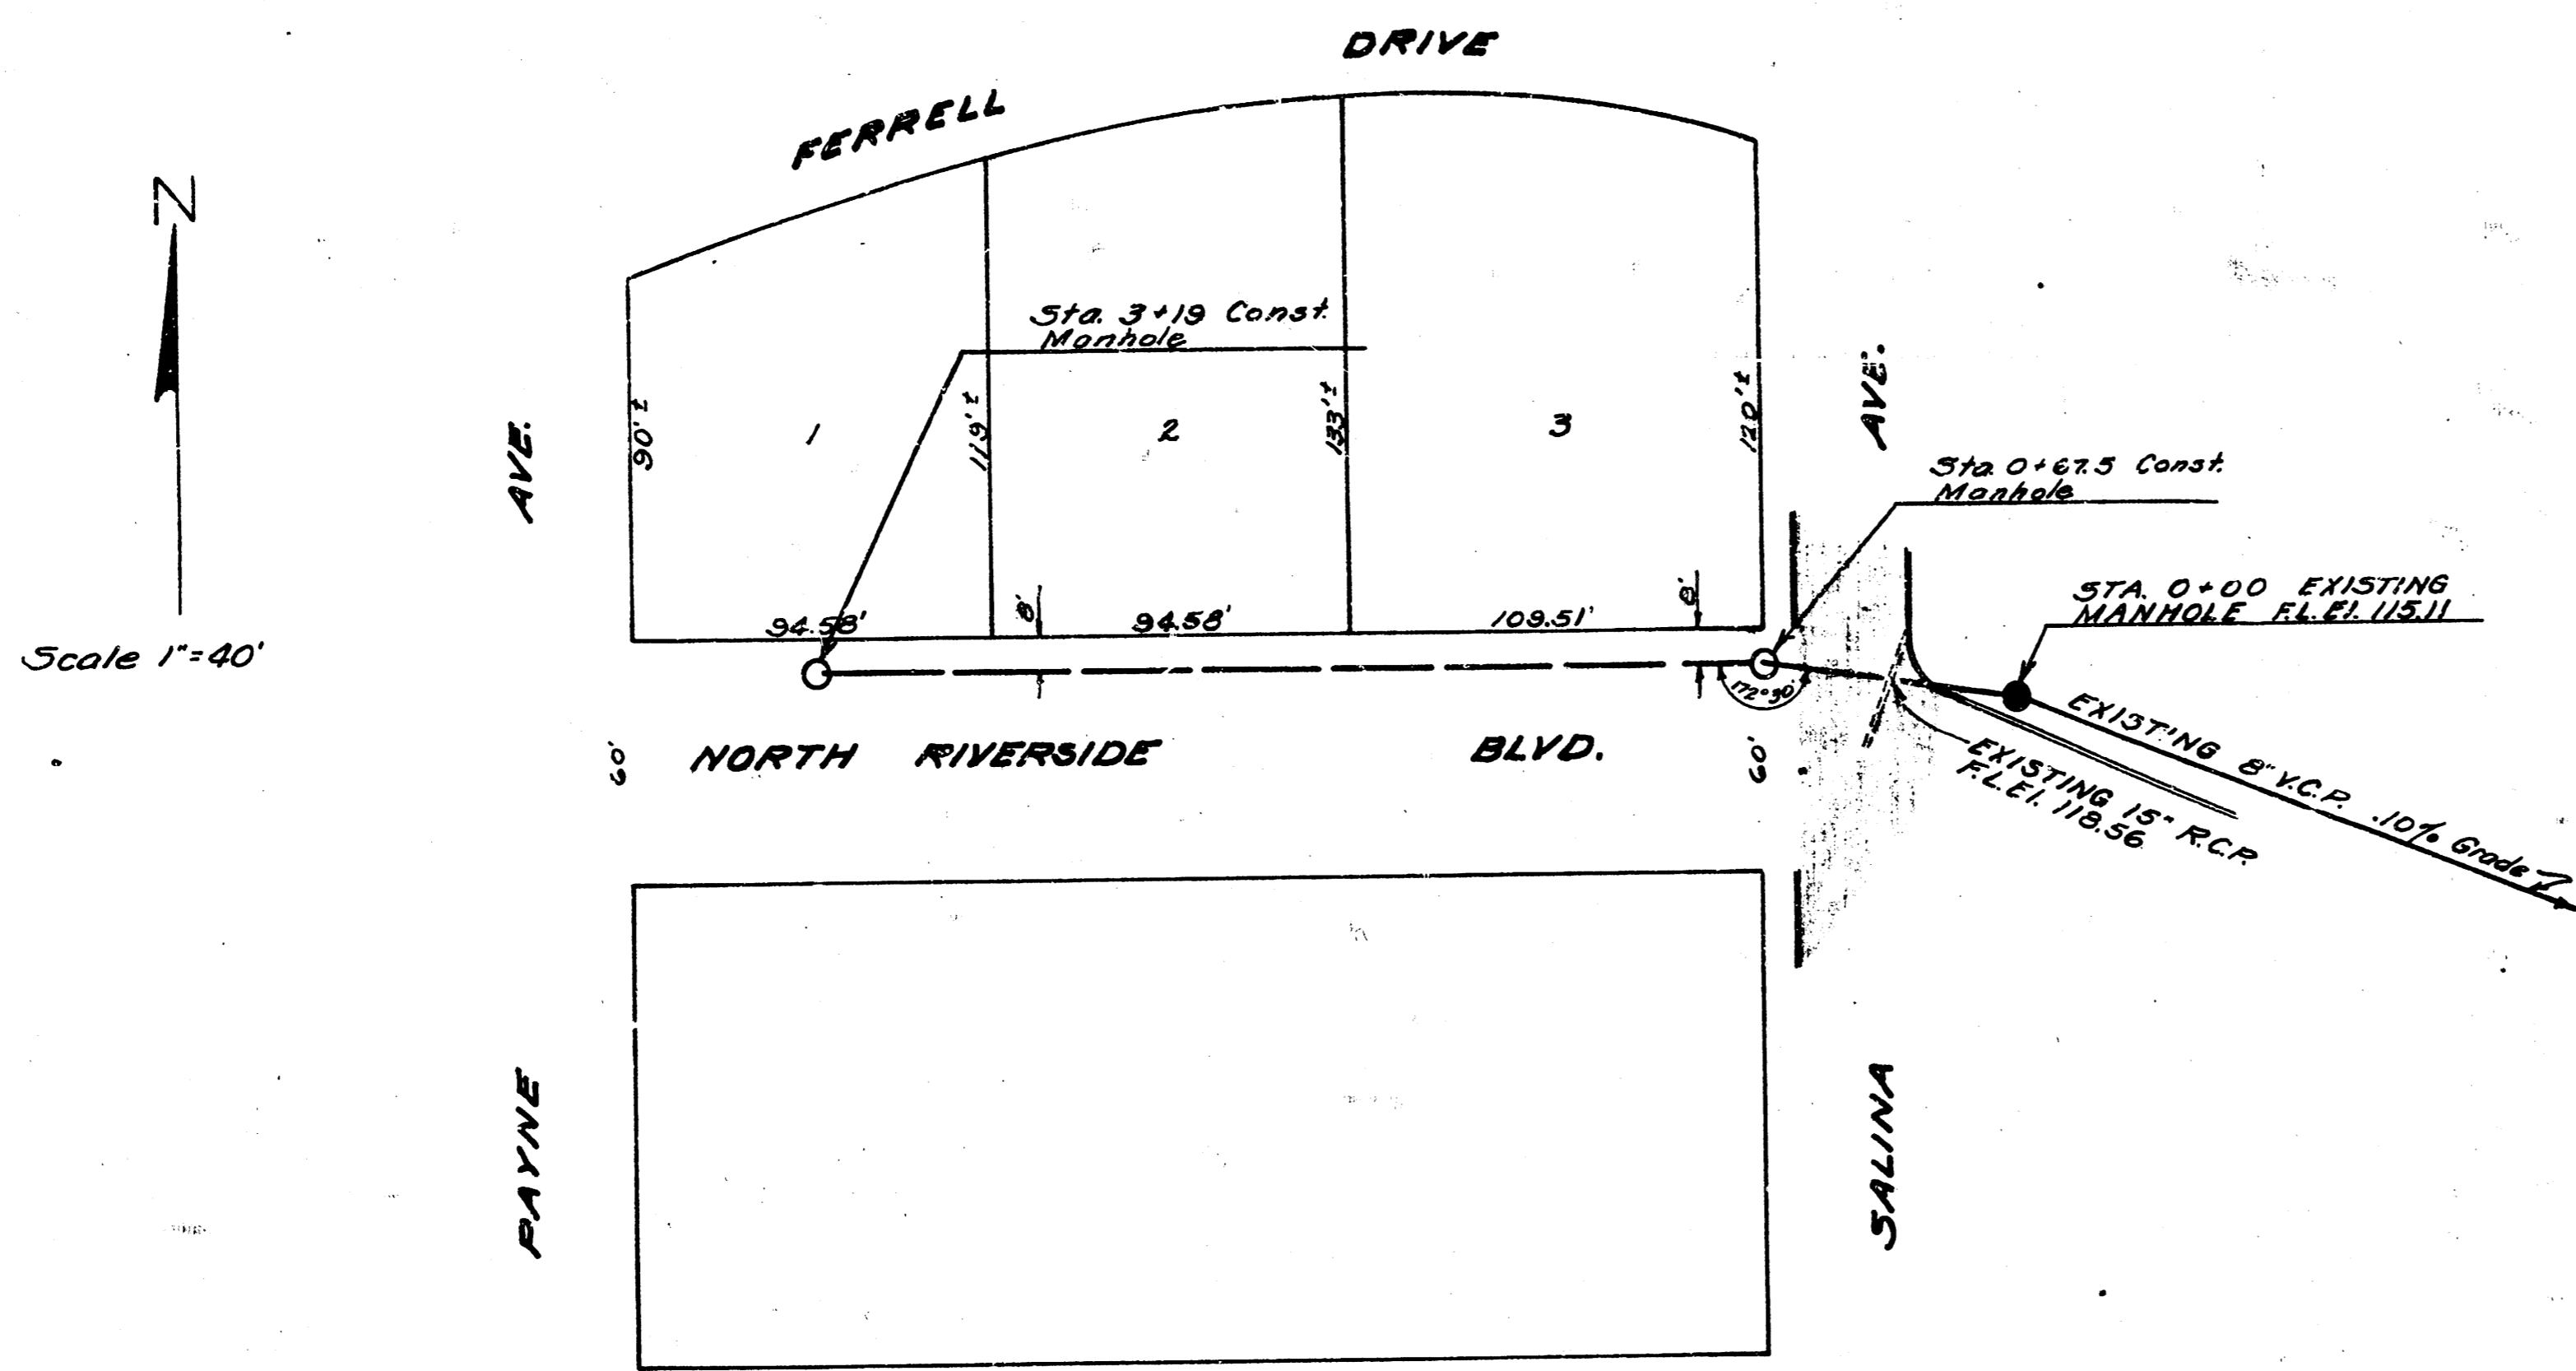 DRIVE
FERRELL
N
Scale 1"=40'
AVE.
90'±
1
119'±
Sta. 3+19 Const.
Manhole
2
133'±
3
120'±
AVE.
Sta. 0+67.5 Const.
Manhole
STA. 0+00 EXISTING
MANHOLE F.L. El. 115.11
94.58'
8'
94.58'
109.51'
8'
172°30'
60'
NORTH RIVERSIDE BLVD.
60'
EXISTING 8" V.C.P. .10% Grade
EXISTING 15" R.C.P.
F.L. El. 118.56
PAYNE
SALINA